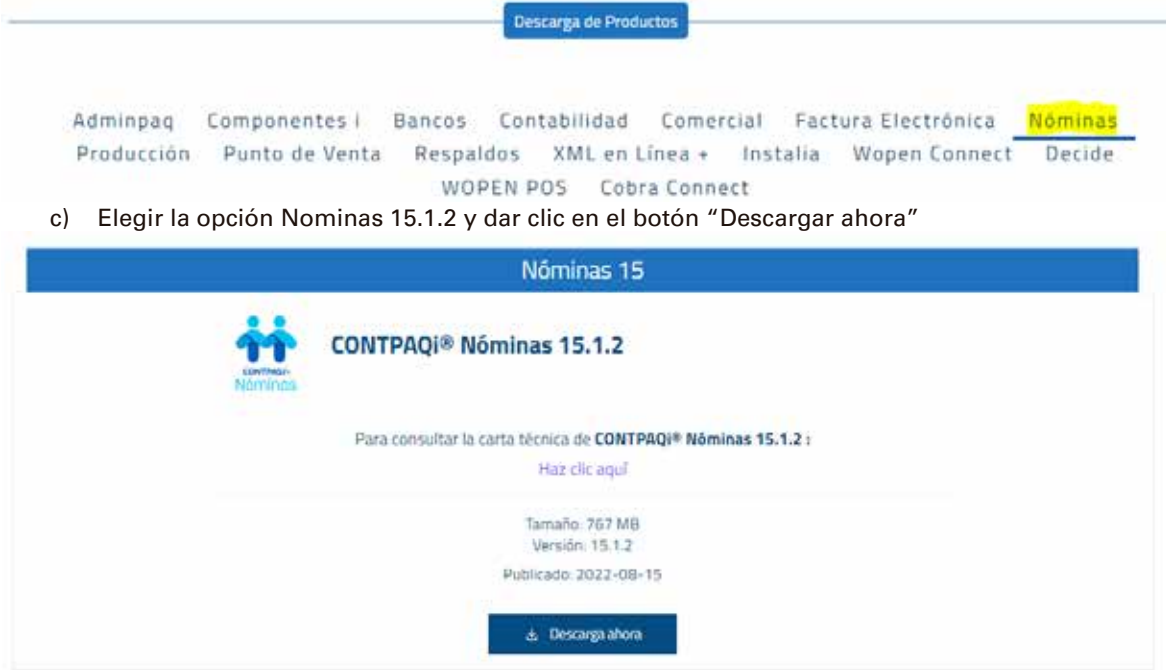 Descarga de Productos
Adminpaq Componentes i Bancos Contabilidad Comercial Factura Electrónica Nóminas
Producción Punto de Venta Respaldos XML en Línea + Instalia Wopen Connect Decide
WOPEN POS Cobra Connect
c) Elegir la opción Nominas 15.1.2 y dar clic en el botón “Descargar ahora”
Nóminas 15
CONTPAQi® Nóminas 15.1.2
CONTPAQi®
Nóminas
Para consultar la carta técnica de CONTPAQi® Nóminas 15.1.2 :
Haz clic aquí
Tamaño: 767 MB
Versión: 15.1.2
Publicado: 2022-08-15
Descarga ahora